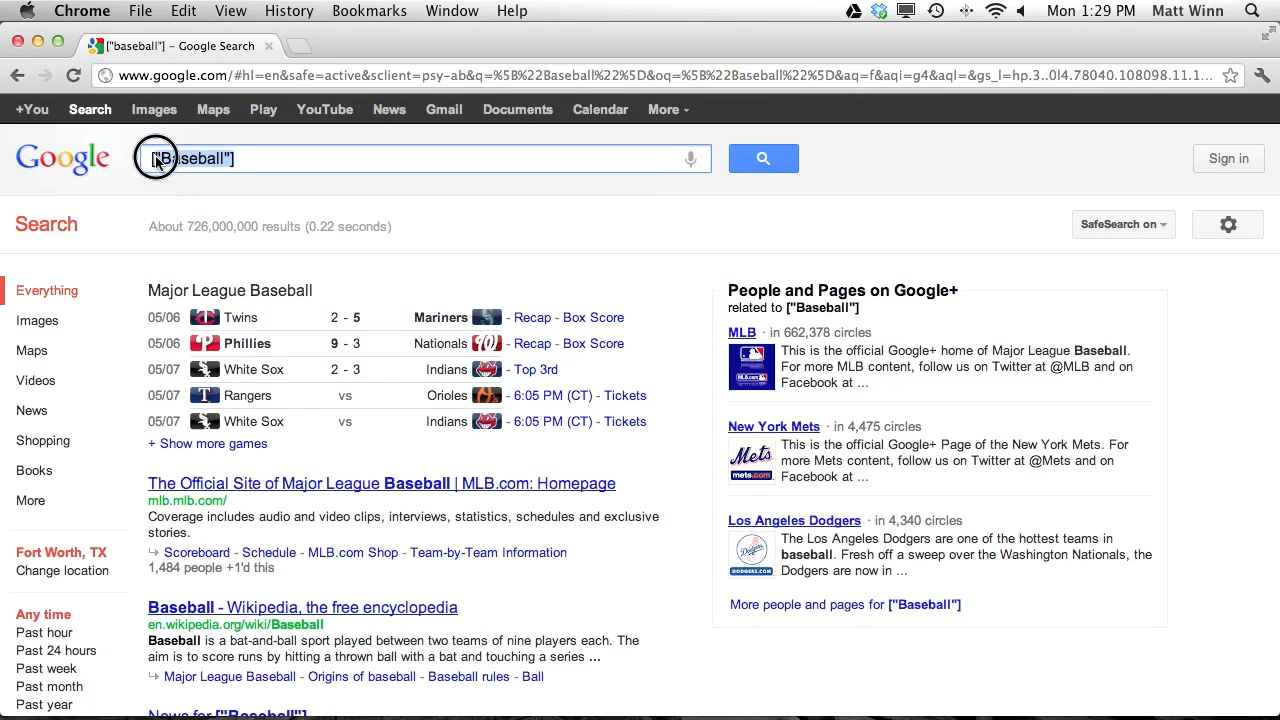 Chrome File Edit View History Bookmarks Window Help Mon 1:29 PM Matt Winn
["baseball"] – Google Search
www.google.com/#hl=en&safe=active&sclient=psy-ab&q=%5B%22Baseball%22%5D&oq=%5B%22Baseball%22%5D&aq=f&aqi=g4&aql=&gs_l=hp.3..0l4.78040.108098.11.1...
+You Search Images Maps Play YouTube News Gmail Documents Calendar More
Google ["Baseball"] Sign in
Search About 726,000,000 results (0.22 seconds) SafeSearch on
Everything
Images
Maps
Videos
News
Shopping
Books
More
Fort Worth, TX
Change location
Any time
Past hour
Past 24 hours
Past week
Past month
Past year
Major League Baseball
05/06 Twins 2 - 5 Mariners - Recap - Box Score
05/06 Phillies 9 - 3 Nationals - Recap - Box Score
05/07 White Sox 2 - 3 Indians - Top 3rd
05/07 Rangers vs Orioles - 6:05 PM (CT) - Tickets
05/07 White Sox vs Indians - 6:05 PM (CT) - Tickets
+ Show more games
The Official Site of Major League Baseball | MLB.com: Homepage
mlb.mlb.com/
Coverage includes audio and video clips, interviews, statistics, schedules and exclusive
stories.
Scoreboard - Schedule - MLB.com Shop - Team-by-Team Information
1,484 people +1'd this
Baseball - Wikipedia, the free encyclopedia
en.wikipedia.org/wiki/Baseball
Baseball is a bat-and-ball sport played between two teams of nine players each. The
aim is to score runs by hitting a thrown ball with a bat and touching a series ...
Major League Baseball - Origins of baseball - Baseball rules - Ball
News for ["Baseball"]
People and Pages on Google+
related to ["Baseball"]
MLB · in 662,378 circles
This is the official Google+ home of Major League Baseball.
For more MLB content, follow us on Twitter at @MLB and on
Facebook at ...
New York Mets · in 4,475 circles
This is the official Google+ Page of the New York Mets. For
more Mets content, follow us on Twitter at @Mets and on
Facebook at ...
Mets
mets.com
Los Angeles Dodgers · in 4,340 circles
The Los Angeles Dodgers are one of the hottest teams in
baseball. Fresh off a sweep over the Washington Nationals, the
Dodgers are now in ...
Dodgers
DODGERS.COM
More people and pages for ["Baseball"]